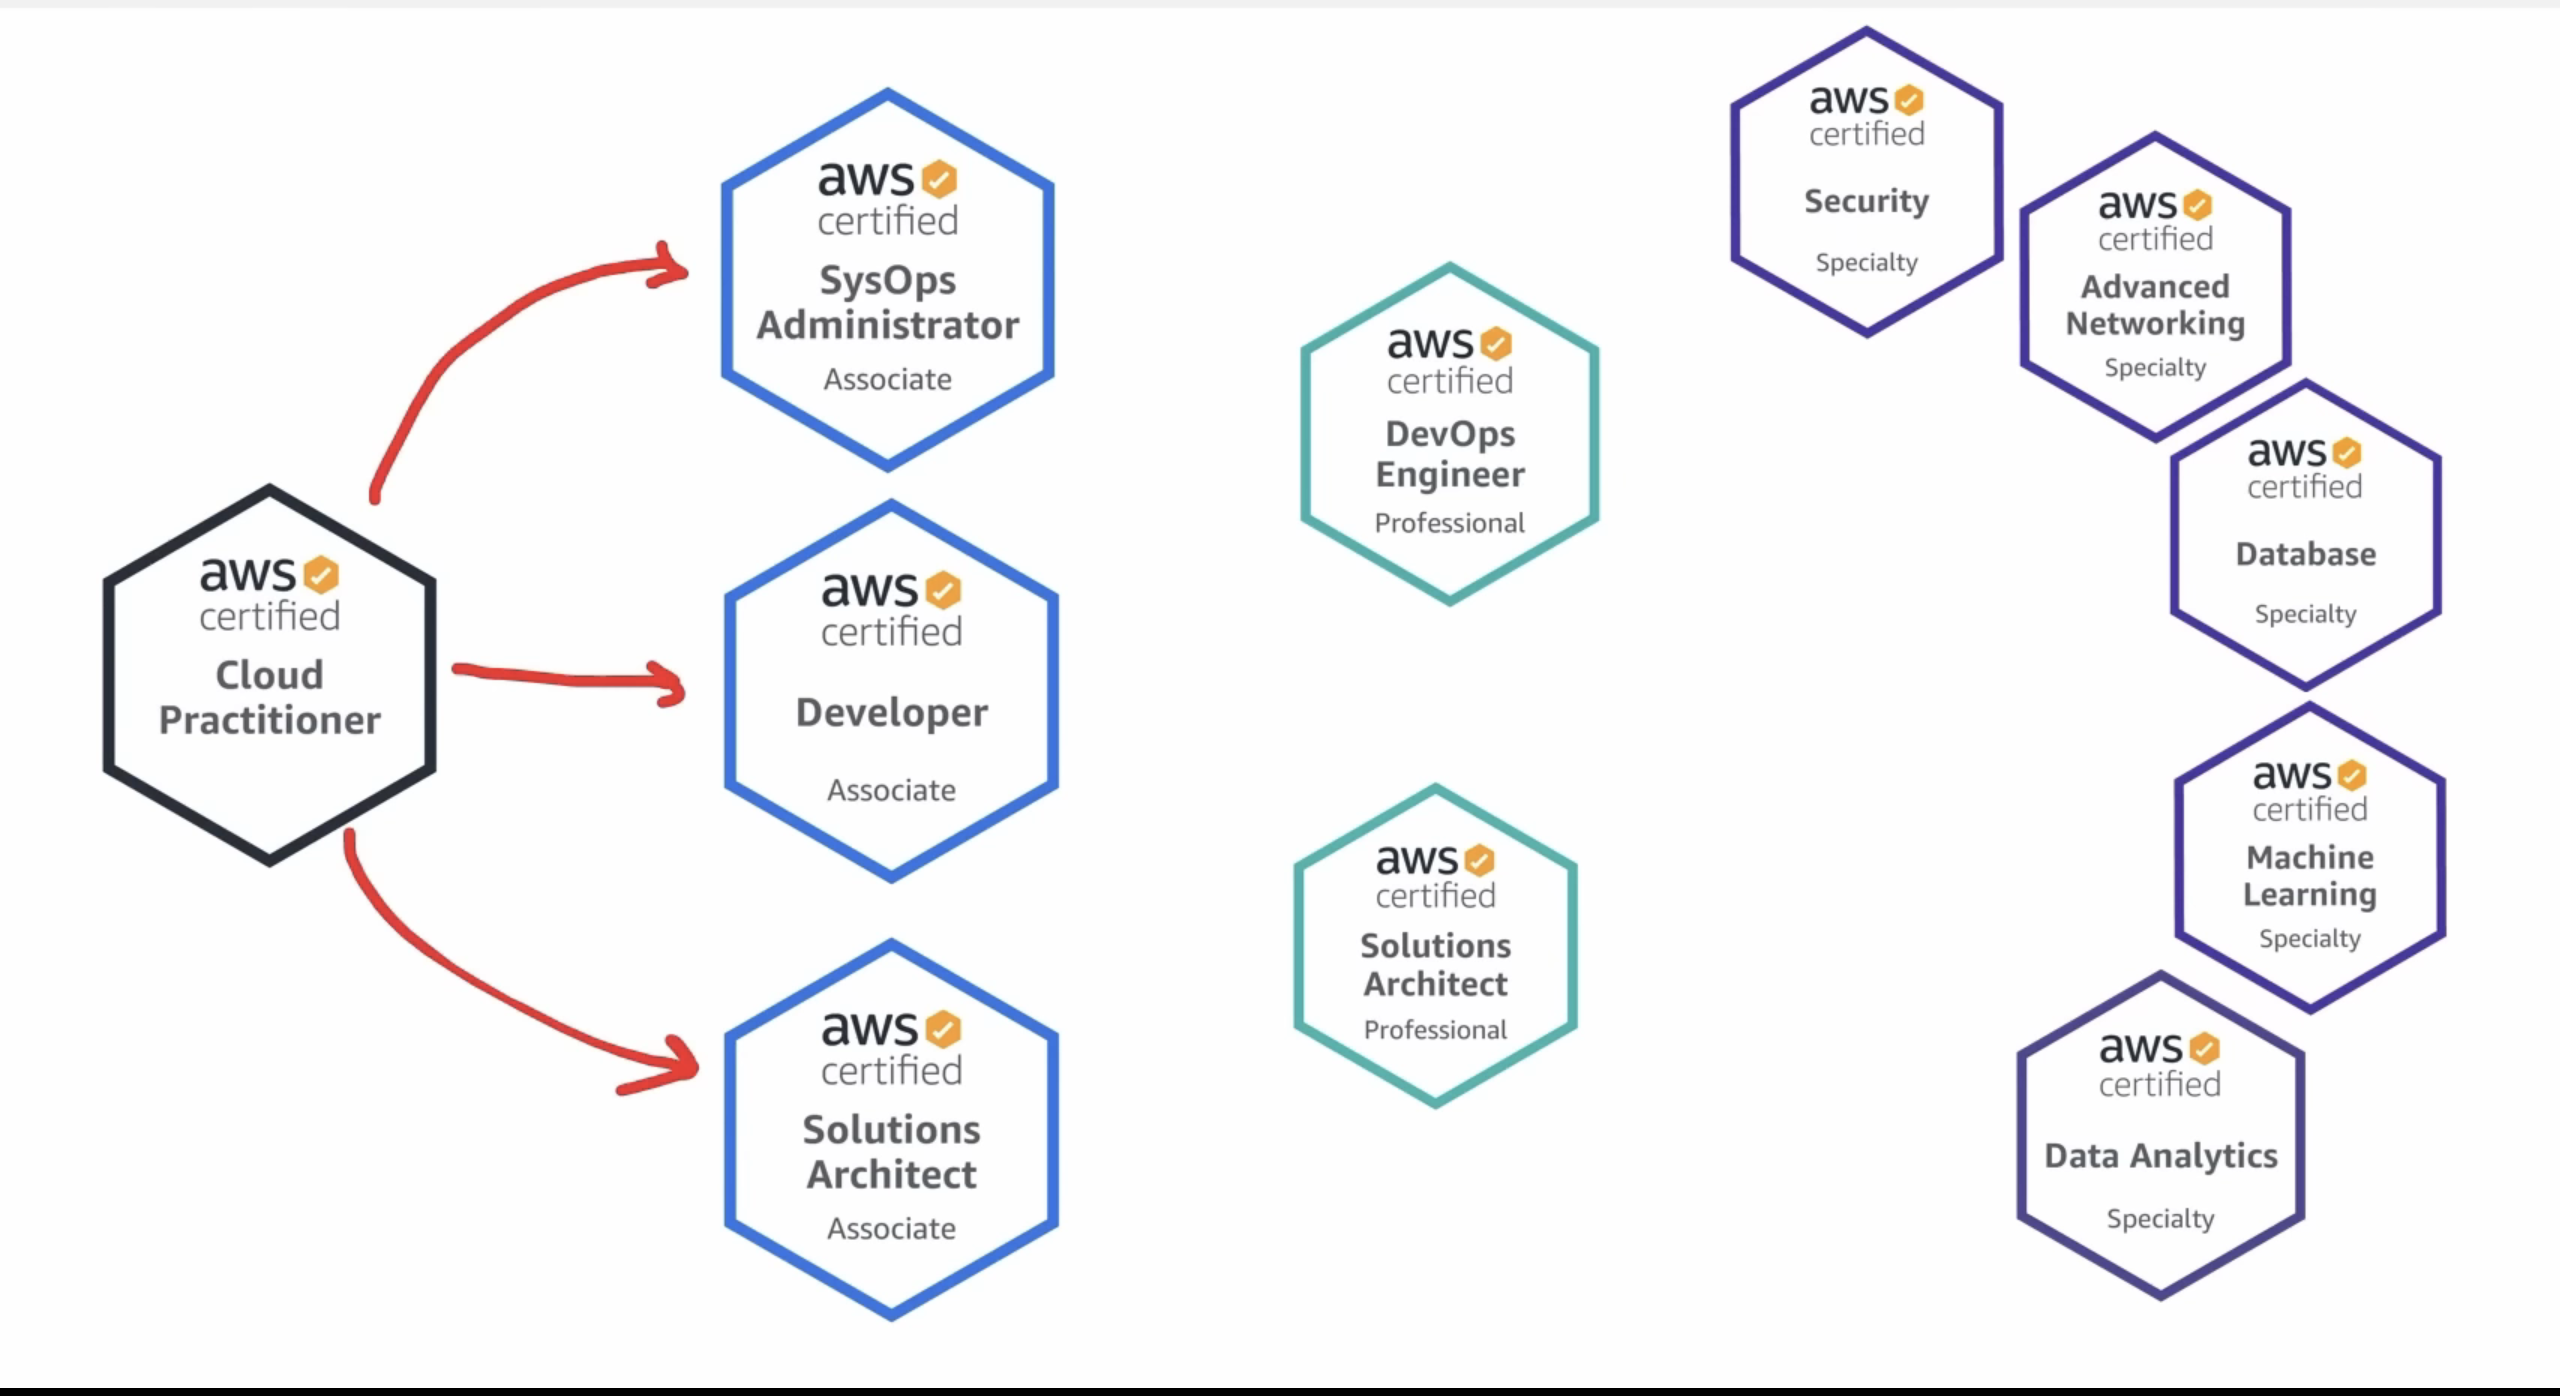 aws
certified
Cloud
Practitioner
aws
certified
SysOps
Administrator
Associate
aws
certified
Developer
Associate
aws
certified
Solutions
Architect
Associate
aws
certified
DevOps
Engineer
Professional
aws
certified
Solutions
Architect
Professional
aws
certified
Security
Specialty
aws
certified
Advanced
Networking
Specialty
aws
certified
Database
Specialty
aws
certified
Machine
Learning
Specialty
aws
certified
Data Analytics
Specialty